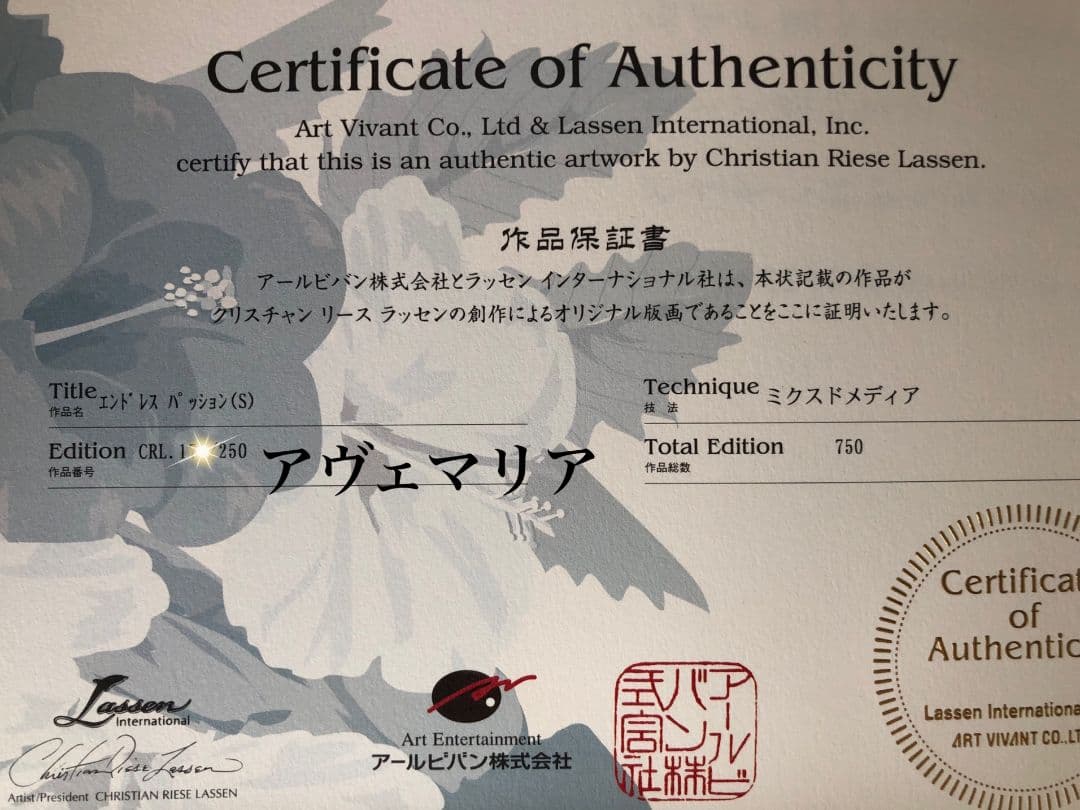 Certificate of Authenticity
Art Vivant Co., Ltd & Lassen International, Inc.
certify that this is an authentic artwork by Christian Riese Lassen.
作品保証書
アールビバン株式会社とラッセン インターナショナル社は、本状記載の作品が
クリスチャン リース ラッセンの創作によるオリジナル版画であることをここに証明いたします。
Title エンドレス パッション(S)
作品名
Technique ミクスドメディア
技 法
Edition CRL. 250
作品番号
アヴェマリア
Total Edition 750
作品総数
Certificat
of
Authentic
Lassen Internationa
ART VIVANT CO.,LT
Lassen
International
Christian Riese Lassen
Artist/President CHRISTIAN RIESE LASSEN
Art Entertainment
アールビバン株式会社
アールビ
バン株
式会社